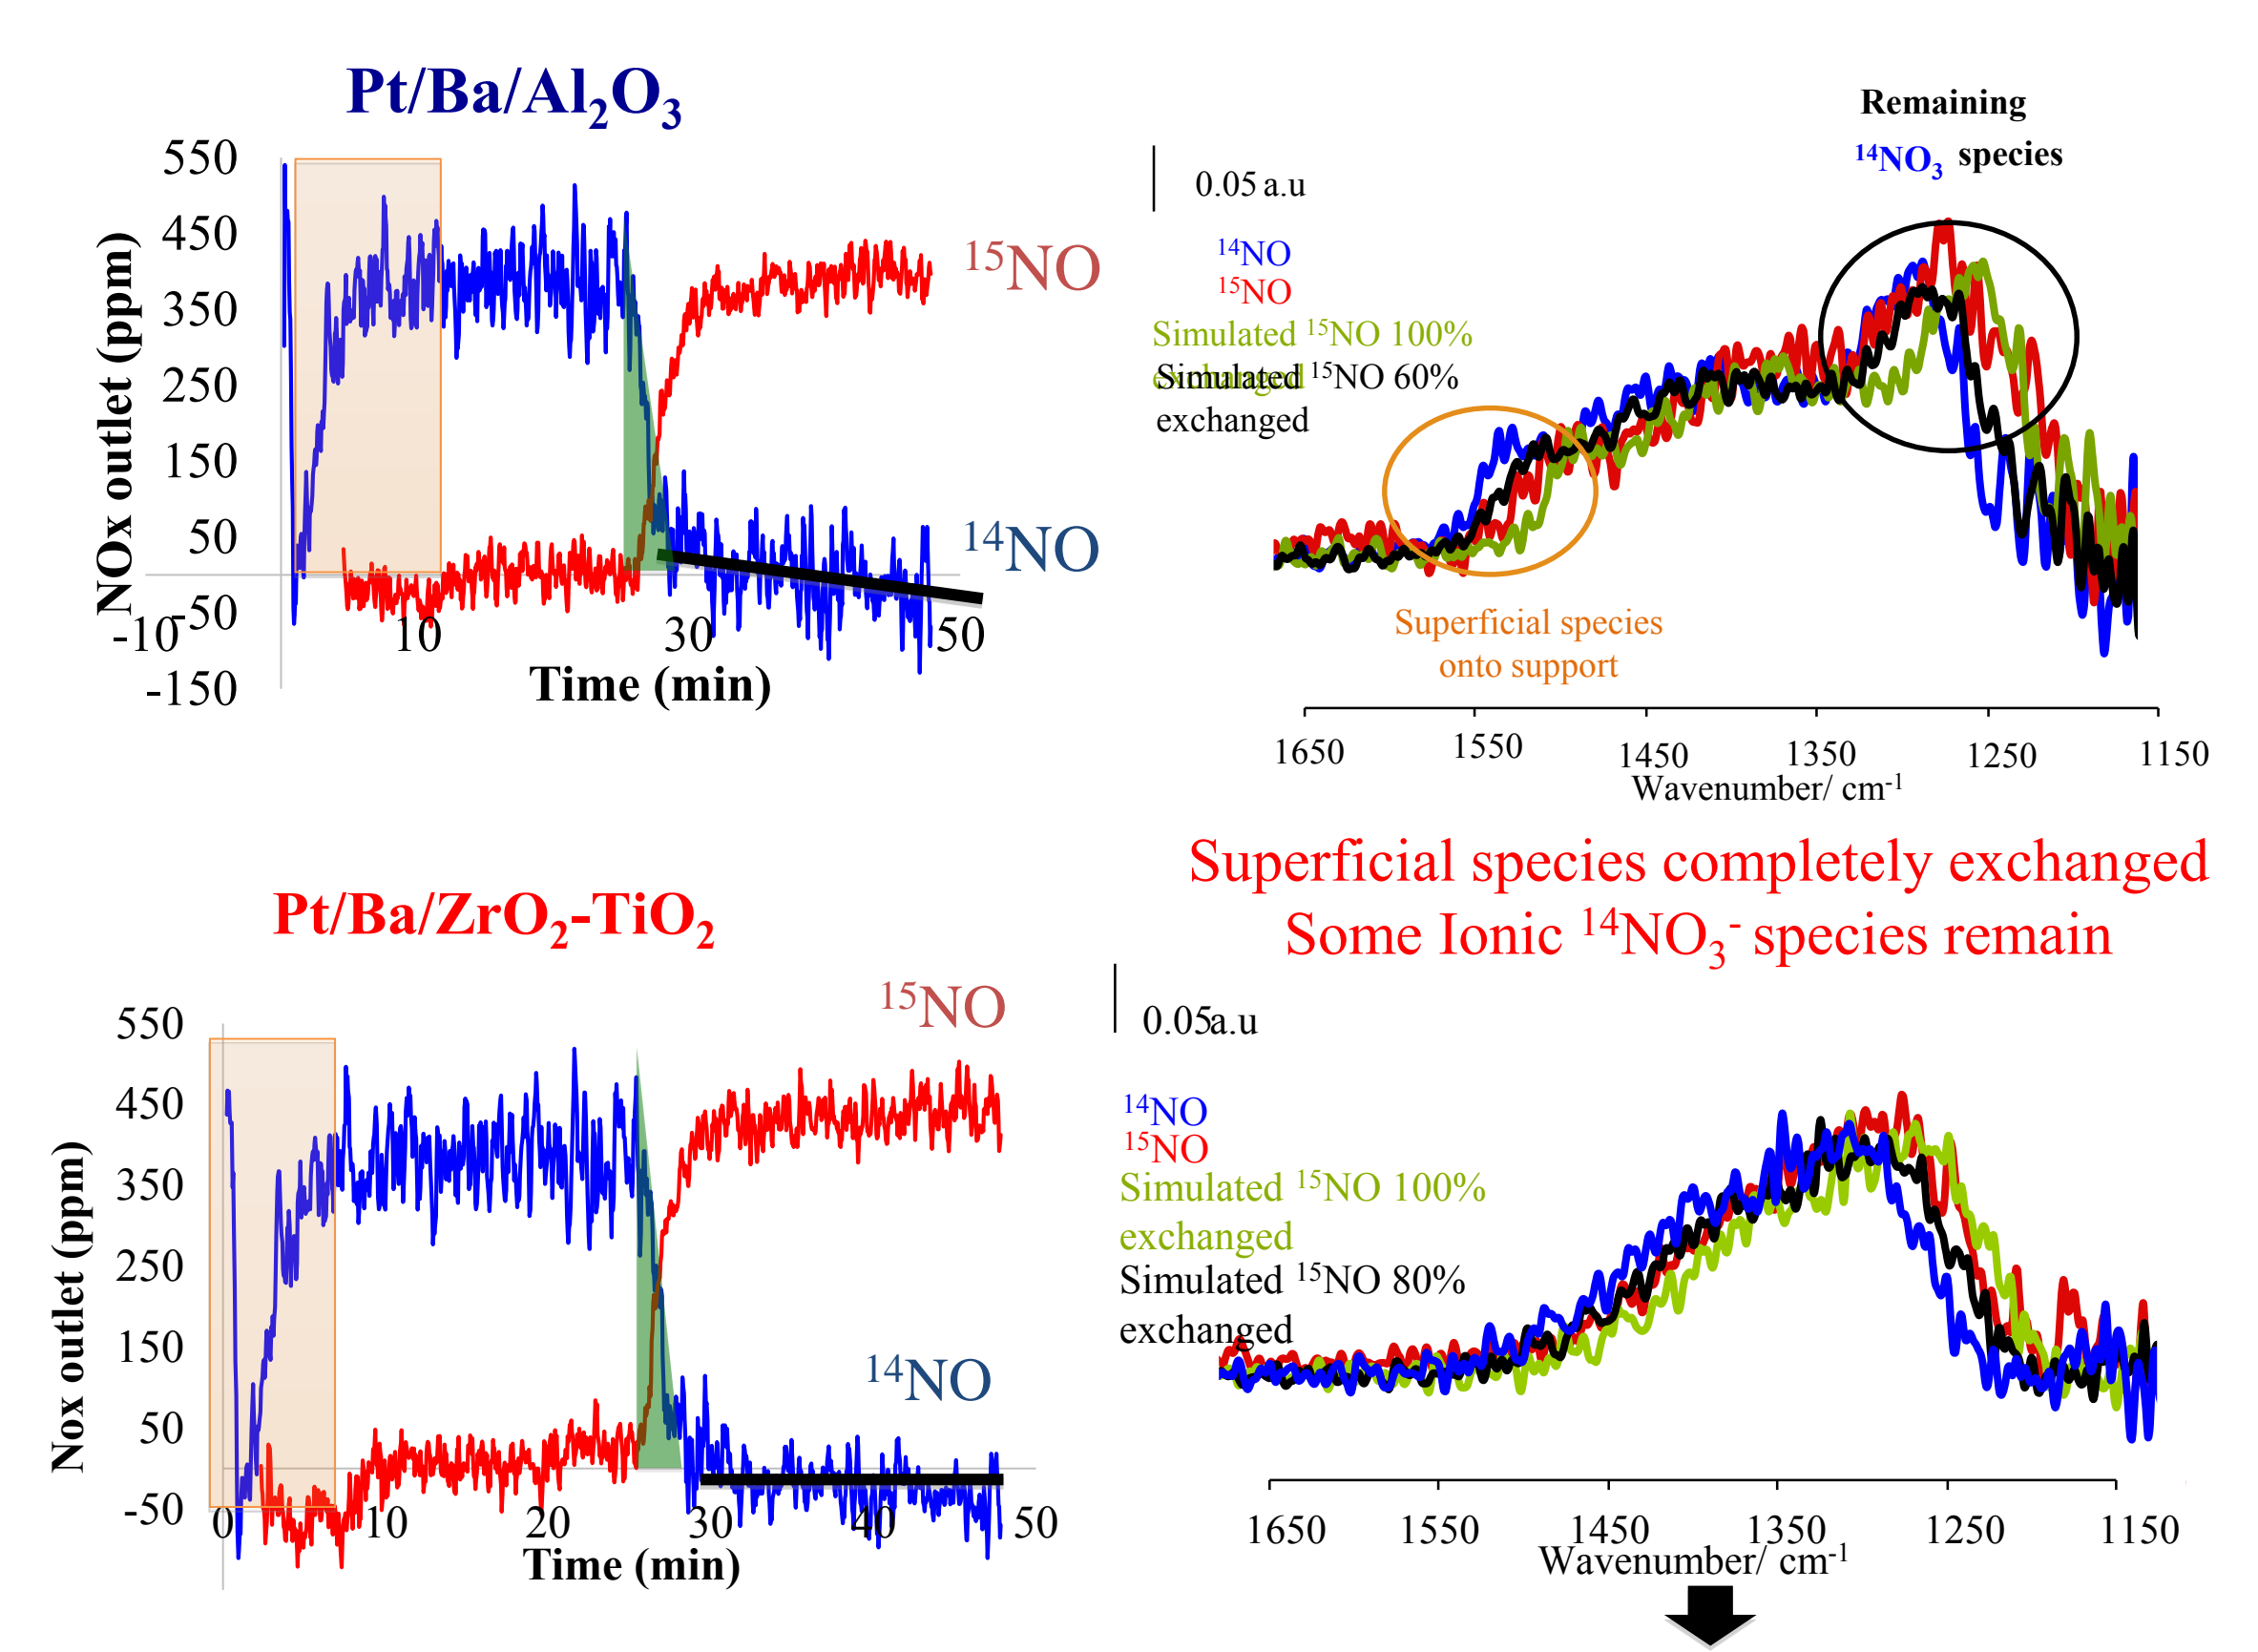 Pt/Ba/Al₂O₃
550
450
350
250
150
50
-50
-150
-10
10
30
50
NOx outlet (ppm)
Time (min)
¹⁵NO
¹⁴NO
0.05 a.u
¹⁴NO
¹⁵NO
Simulated ¹⁵NO 100%
exchanged
Simulated ¹⁵NO 60%
exchanged
Remaining
¹⁴NO₃ species
Superficial species
onto support
1650
1550
1450
1350
1250
1150
Wavenumber/ cm⁻¹
Superficial species completely exchanged
Some Ionic ¹⁴NO₃⁻ species remain
Pt/Ba/ZrO₂-TiO₂
550
450
350
250
150
50
-50
0
10
20
30
40
50
Nox outlet (ppm)
Time (min)
¹⁵NO
¹⁴NO
0.05a.u
¹⁴NO
¹⁵NO
Simulated ¹⁵NO 100%
exchanged
Simulated ¹⁵NO 80%
exchanged
1650
1550
1450
1350
1250
1150
Wavenumber/ cm⁻¹